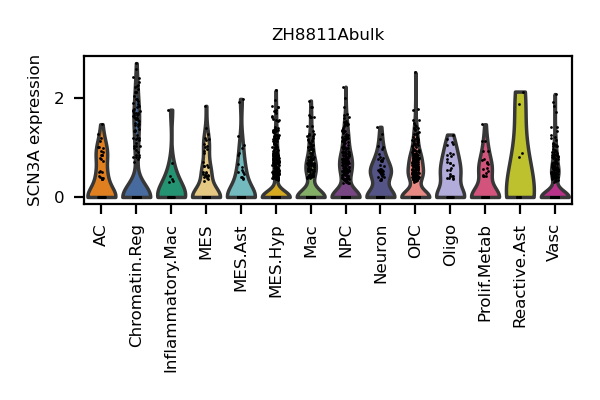 ZH8811Abulk
SCN3A expression
2
0
AC
Chromatin.Reg
Inflammatory.Mac
MES
MES.Ast
MES.Hyp
Mac
NPC
Neuron
OPC
Oligo
Prolif.Metab
Reactive.Ast
Vasc